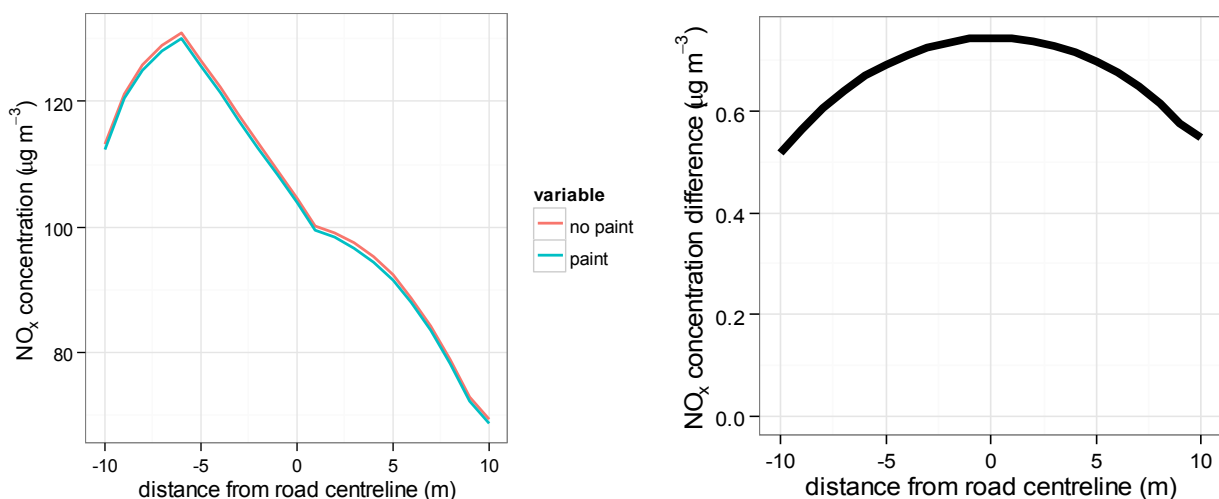 NOₓ concentration (µg m⁻³)
120
100
80
-10 -5 0 5 10
distance from road centreline (m)
variable
no paint
paint
NOₓ concentration difference (µg m⁻³)
0.6
0.4
0.2
0.0
-10 -5 0 5 10
distance from road centreline (m)